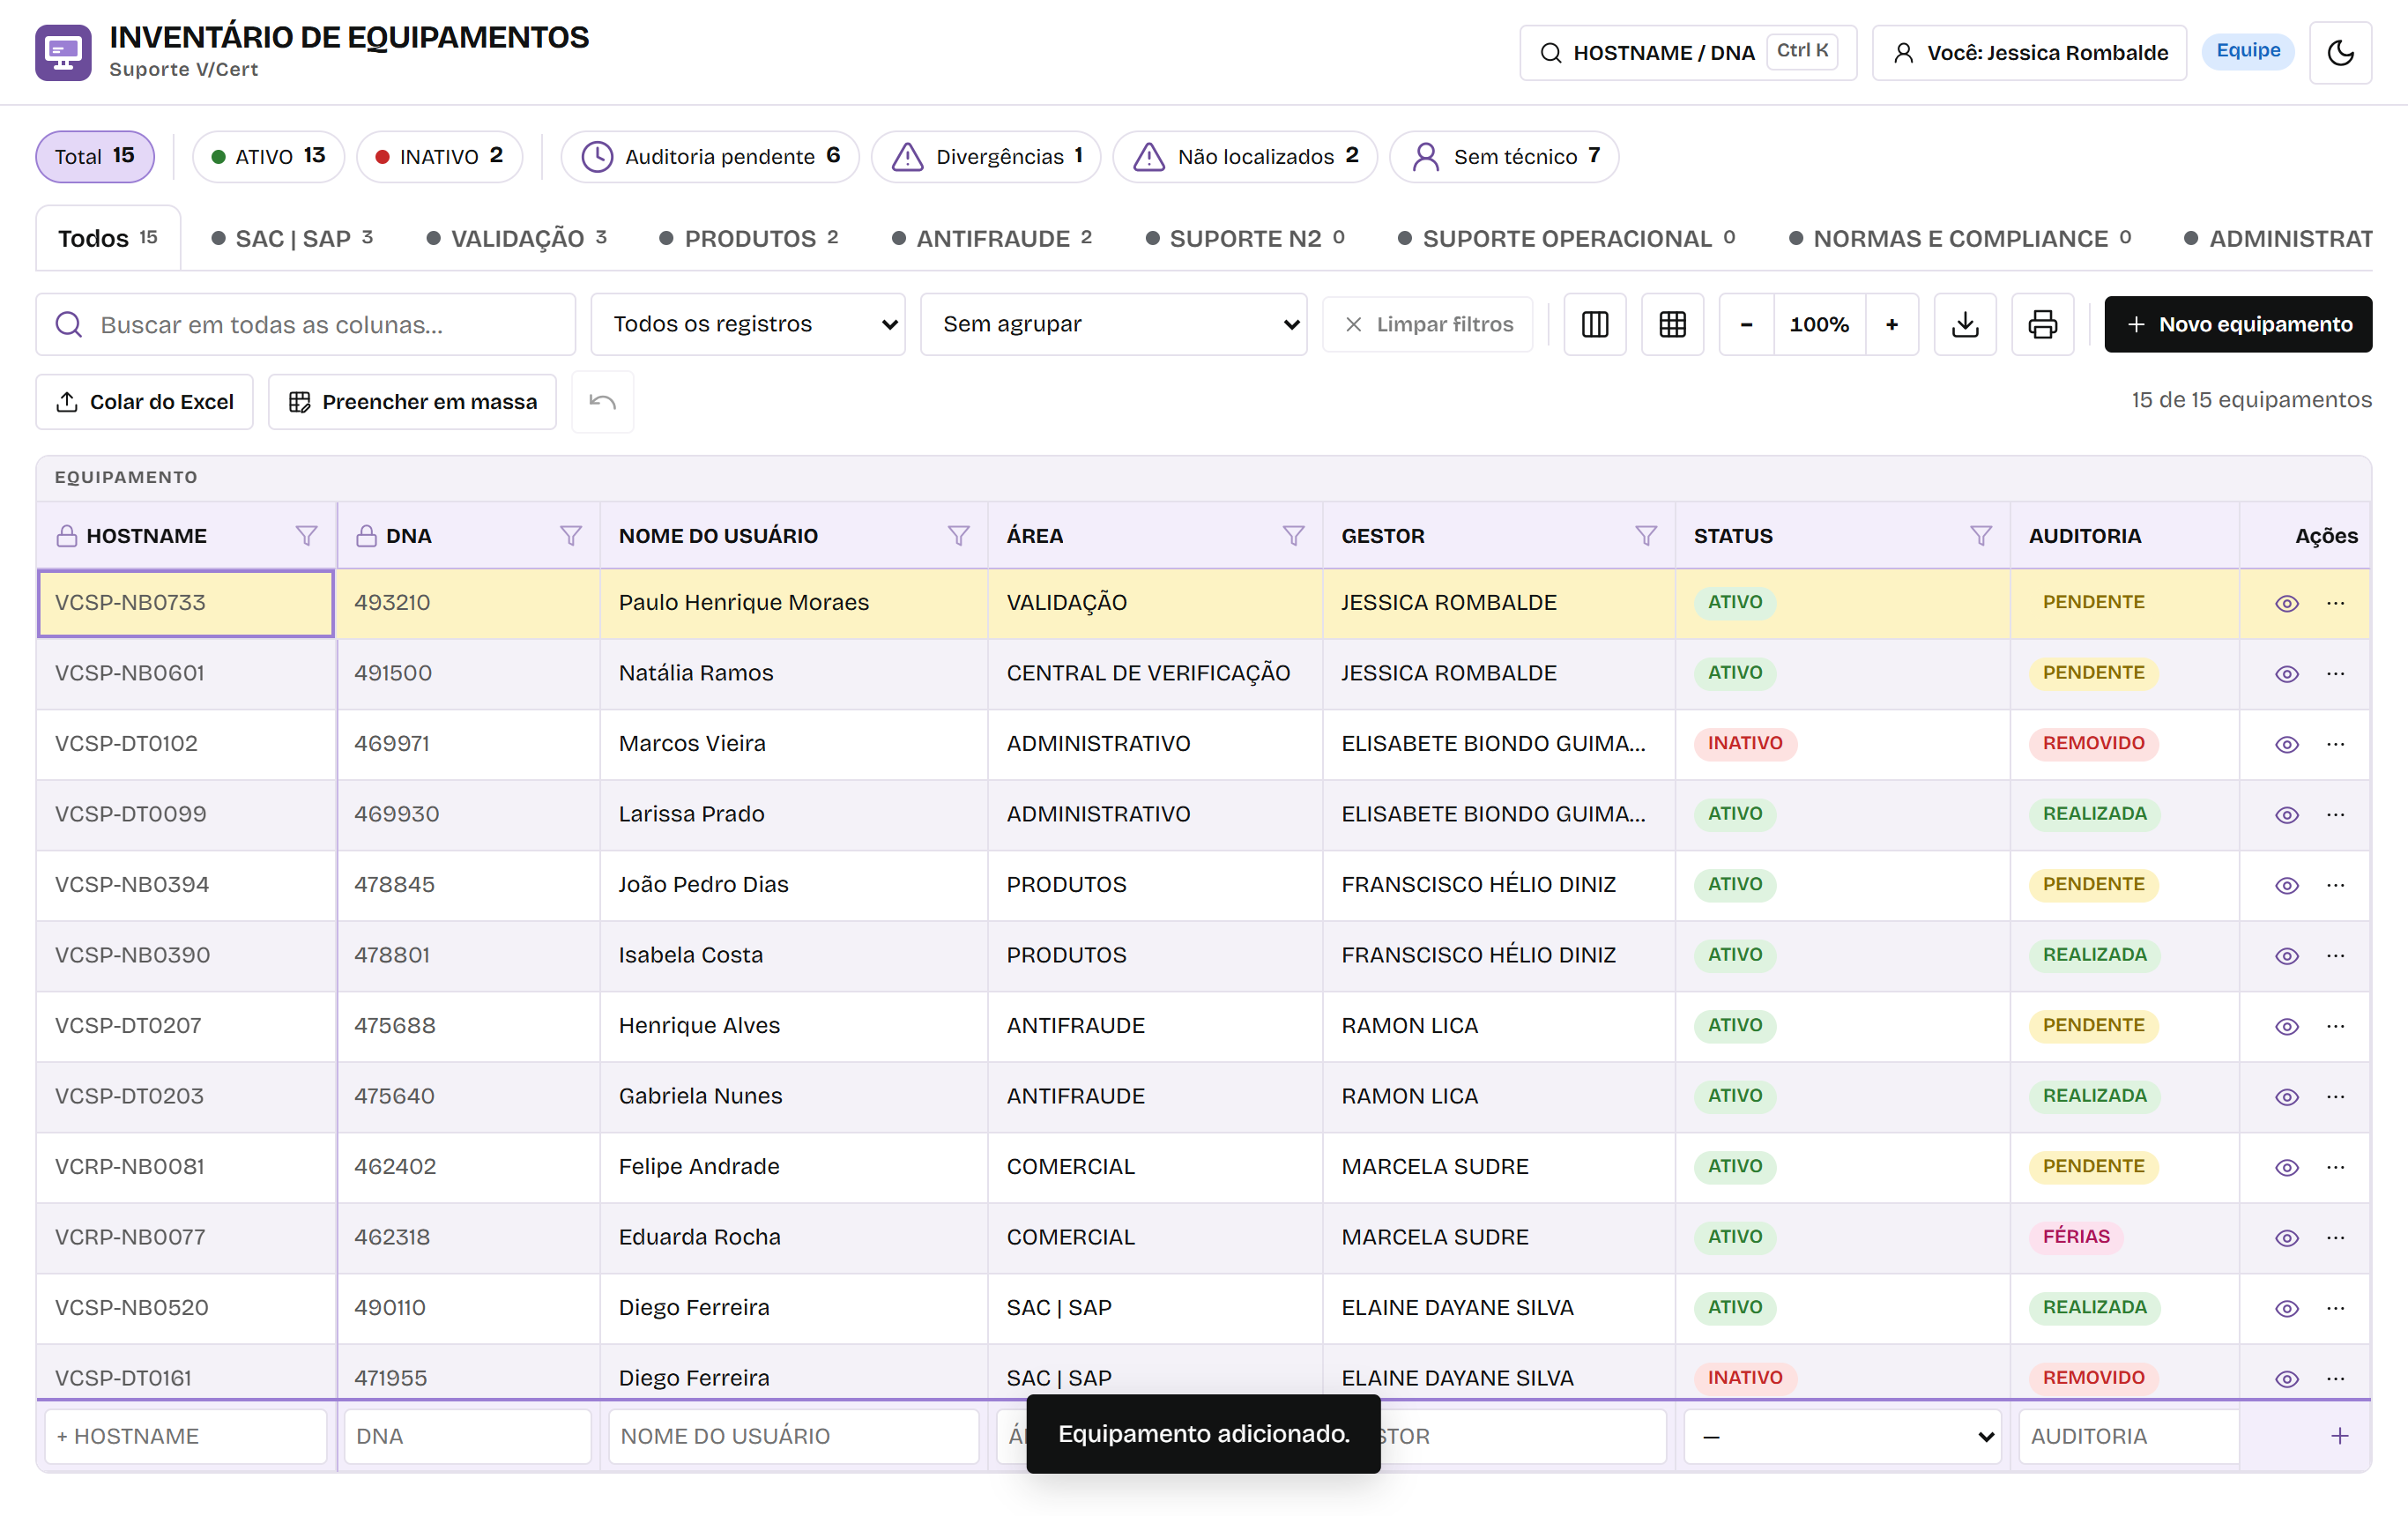 INVENTÁRIO DE EQUIPAMENTOS
Suporte V/Cert
HOSTNAME / DNA Ctrl K
Você: Jessica Rombalde
Equipe
Total 15
ATIVO 13
INATIVO 2
Auditoria pendente 6
Divergências 1
Não localizados 2
Sem técnico 7
Todos 15
SAC | SAP 3
VALIDAÇÃO 3
PRODUTOS 2
ANTIFRAUDE 2
SUPORTE N2 0
SUPORTE OPERACIONAL 0
NORMAS E COMPLIANCE 0
ADMINISTRAT
Buscar em todas as colunas...
Todos os registros
Sem agrupar
Limpar filtros
− 100% +
+ Novo equipamento
Colar do Excel
Preencher em massa
15 de 15 equipamentos
EQUIPAMENTO
HOSTNAME DNA NOME DO USUÁRIO ÁREA GESTOR STATUS AUDITORIA Ações
VCSP-NB0733 493210 Paulo Henrique Moraes VALIDAÇÃO JESSICA ROMBALDE ATIVO PENDENTE
VCSP-NB0601 491500 Natália Ramos CENTRAL DE VERIFICAÇÃO JESSICA ROMBALDE ATIVO PENDENTE
VCSP-DT0102 469971 Marcos Vieira ADMINISTRATIVO ELISABETE BIONDO GUIMA... INATIVO REMOVIDO
VCSP-DT0099 469930 Larissa Prado ADMINISTRATIVO ELISABETE BIONDO GUIMA... ATIVO REALIZADA
VCSP-NB0394 478845 João Pedro Dias PRODUTOS FRANSCISCO HÉLIO DINIZ ATIVO PENDENTE
VCSP-NB0390 478801 Isabela Costa PRODUTOS FRANSCISCO HÉLIO DINIZ ATIVO REALIZADA
VCSP-DT0207 475688 Henrique Alves ANTIFRAUDE RAMON LICA ATIVO PENDENTE
VCSP-DT0203 475640 Gabriela Nunes ANTIFRAUDE RAMON LICA ATIVO REALIZADA
VCRP-NB0081 462402 Felipe Andrade COMERCIAL MARCELA SUDRE ATIVO PENDENTE
VCRP-NB0077 462318 Eduarda Rocha COMERCIAL MARCELA SUDRE ATIVO FÉRIAS
VCSP-NB0520 490110 Diego Ferreira SAC | SAP ELAINE DAYANE SILVA ATIVO REALIZADA
VCSP-DT0161 471955 Diego Ferreira SAC | SAP ELAINE DAYANE SILVA INATIVO REMOVIDO
+ HOSTNAME DNA NOME DO USUÁRIO STOR — AUDITORIA +
Equipamento adicionado.